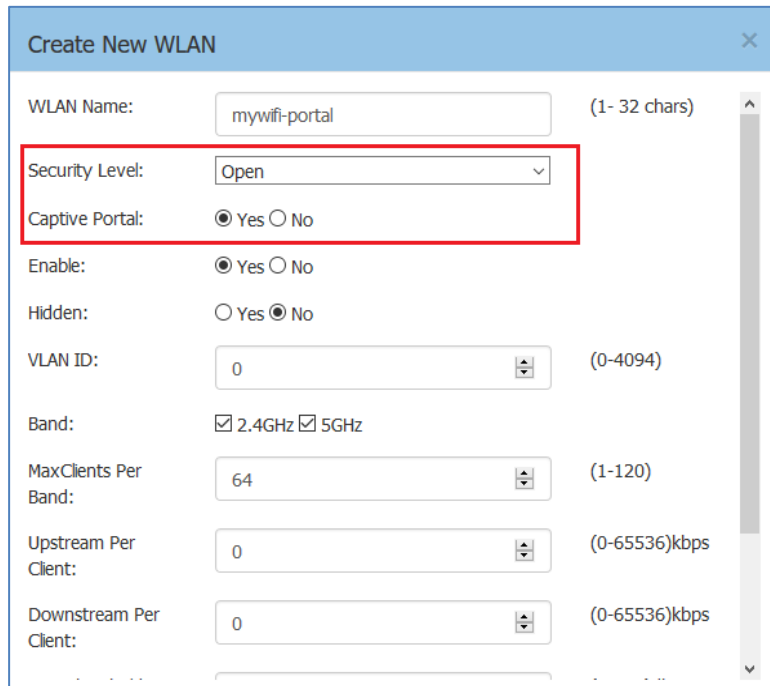 Create New WLAN ×
WLAN Name: mywifi-portal (1- 32 chars)
Security Level: Open
Captive Portal: Yes No
Enable: Yes No
Hidden: Yes No
VLAN ID: 0 (0-4094)
Band: 2.4GHz 5GHz
MaxClients Per
Band: 64 (1-120)
Upstream Per
Client: 0 (0-65536)kbps
Downstream Per
Client: 0 (0-65536)kbps